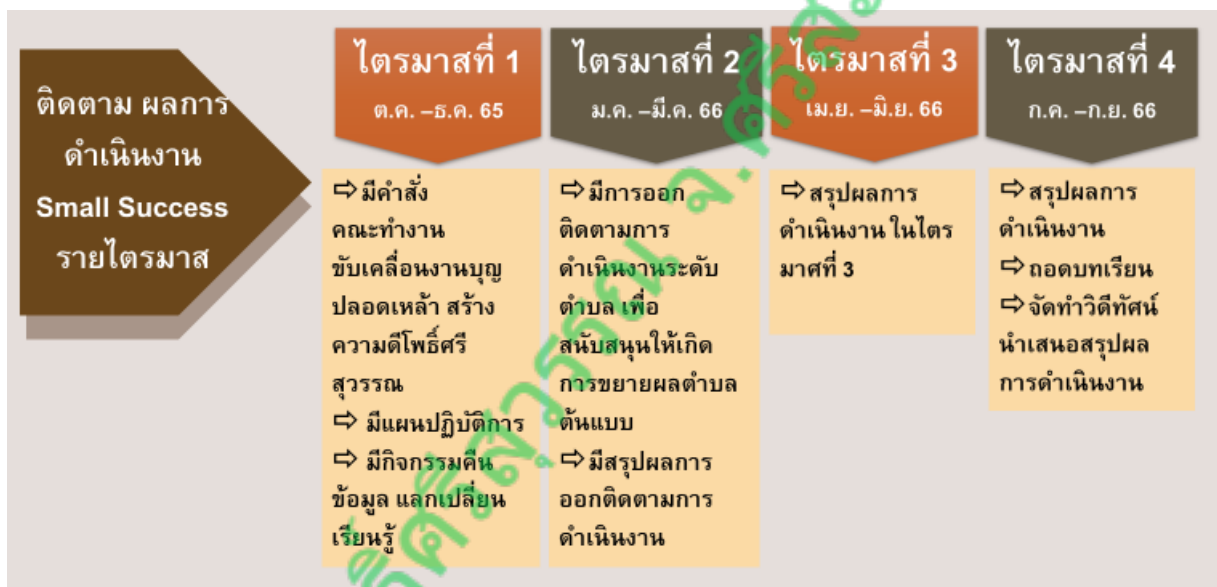 ติดตาม ผลการ
ดำเนินงาน
Small Success
รายไตรมาส
ไตรมาสที่ 1
ต.ค. –ธ.ค. 65
⇨มีคำสั่ง
คณะทำงาน
ขับเคลื่อนงานบุญ
ปลอดเหล้า สร้าง
ความดีโพธิ์ศรี
สุวรรณ
⇨ มีแผนปฏิบัติการ
⇨ มีกิจกรรมคืน
ข้อมูล แลกเปลี่ยน
เรียนรู้
ไตรมาสที่ 2
ม.ค. –มี.ค. 66
⇨มีการออก
ติดตามการ
ดำเนินงานระดับ
ตำบล เพื่อ
สนับสนุนให้เกิด
การขยายผลตำบล
ต้นแบบ
⇨มีสรุปผลการ
ออกติดตามการ
ดำเนินงาน
ไตรมาสที่ 3
เม.ย. –มิ.ย. 66
⇨สรุปผลการ
ดำเนินงาน ในไตร
มาศที่ 3
ไตรมาสที่ 4
ก.ค. –ก.ย. 66
⇨สรุปผลการ
ดำเนินงาน
⇨ถอดบทเรียน
⇨จัดทำวิดีทัศน์
นำเสนอสรุปผล
การดำเนินงาน